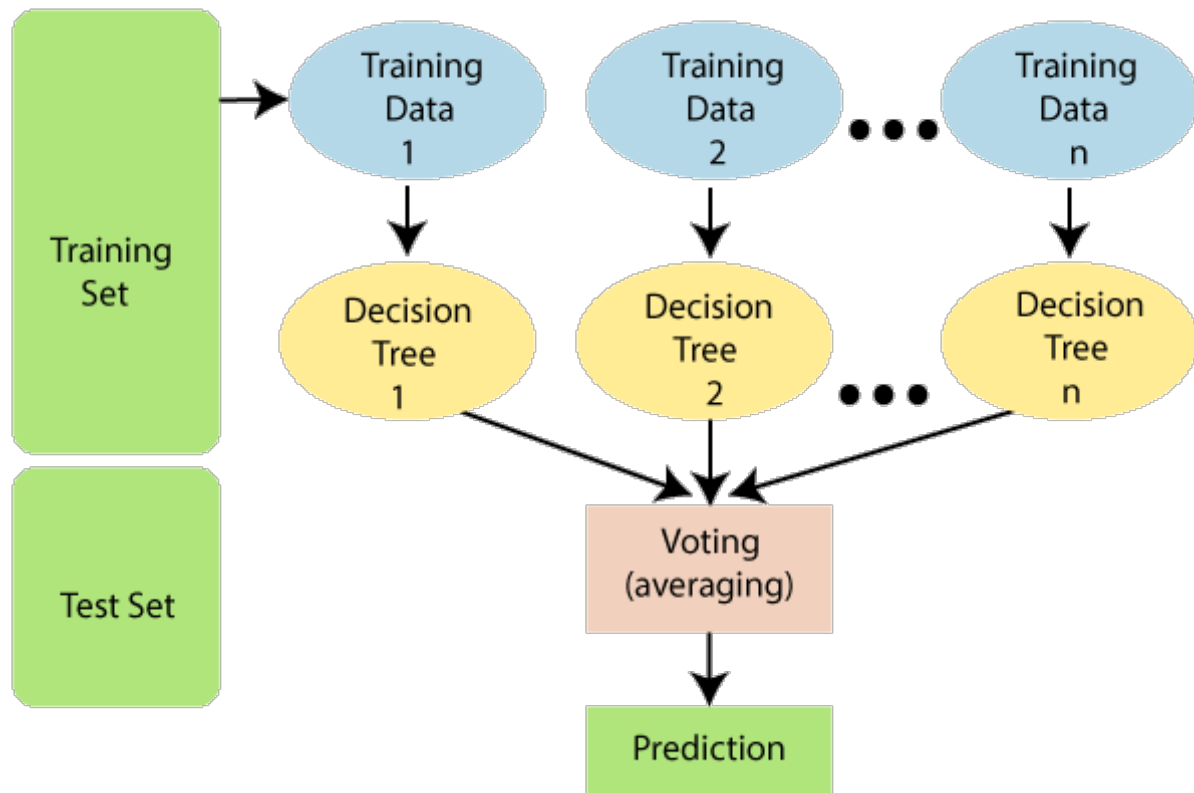 Training
Set
Test Set
Training
Data
1
Training
Data
2
Training
Data
n
Decision
Tree
1
Decision
Tree
2
Decision
Tree
n
Voting
(averaging)
Prediction